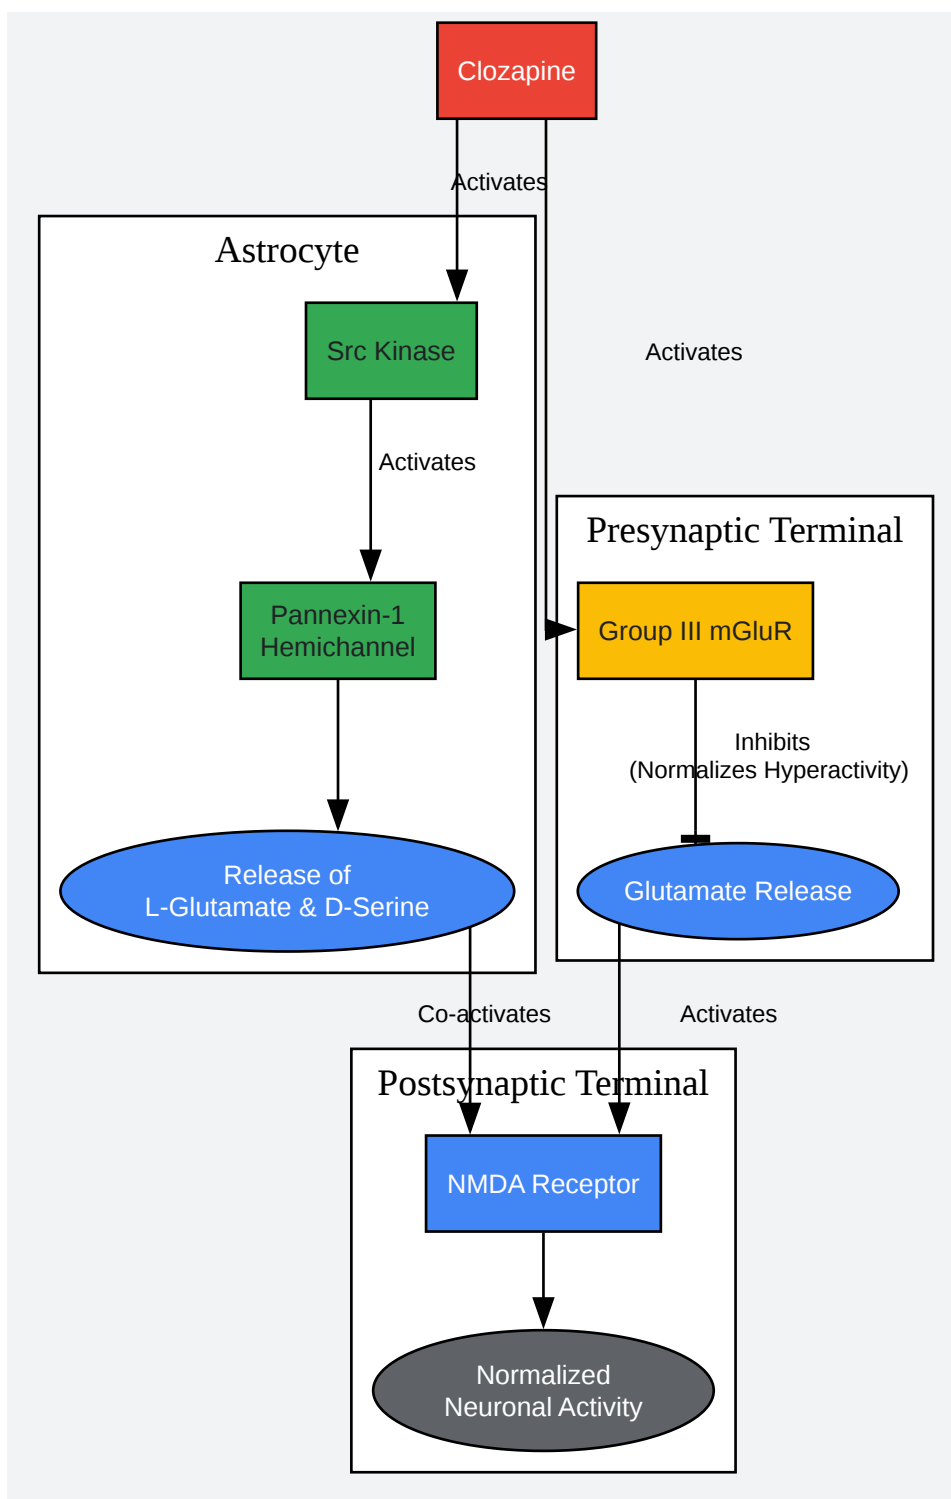 Clozapine
Activates
Astrocyte
Src Kinase
Activates
Activates
Presynaptic Terminal
Pannexin-1
Hemichannel
Group III mGluR
Inhibits
(Normalizes Hyperactivity)
Release of
L-Glutamate & D-Serine
Glutamate Release
Co-activates
Activates
Postsynaptic Terminal
NMDA Receptor
Normalized
Neuronal Activity